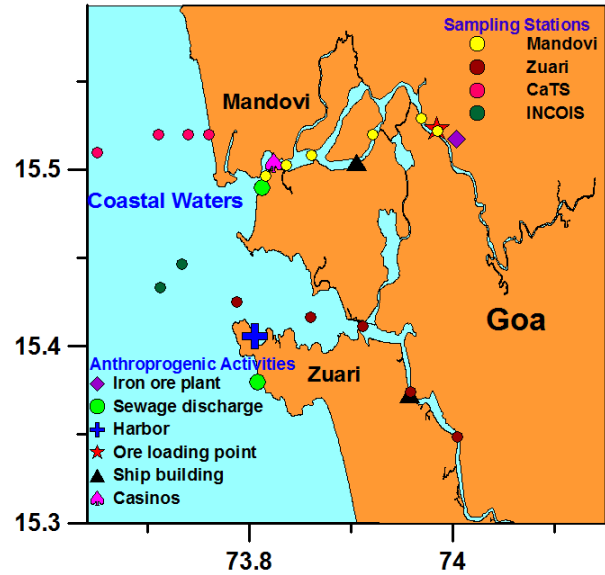 Sampling Stations
Mandovi
Zuari
CaTS
INCOIS
Mandovi
15.5
Coastal Waters
Goa
15.4
Zuari
Anthroprogenic Activities
Iron ore plant
Sewage discharge
Harbor
Ore loading point
Ship building
Casinos
15.3
73.8
74